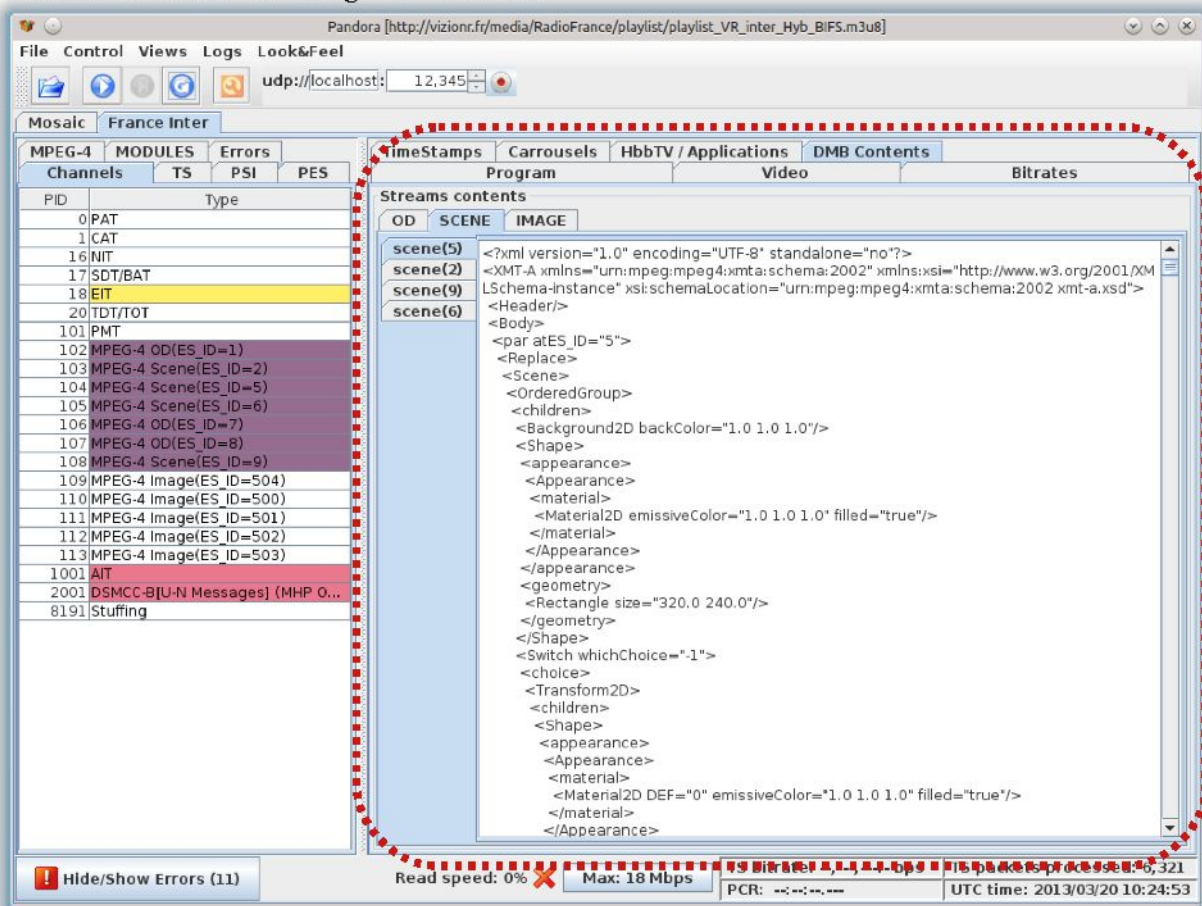 Pandora [http://vizionr.fr/media/RadioFrance/playlist/playlist_VR_inter_Hyb_BIFS.m3u8]
File Control Views Logs Look&Feel
udp://localhost: 12,345
Mosaic France Inter
MPEG-4 MODULES Errors
Channels TS PSI PES
PID Type
0 PAT
1 CAT
16 NIT
17 SDT/BAT
18 EIT
20 TDT/TOT
101 PMT
102 MPEG-4 OD(ES_ID=1)
103 MPEG-4 Scene(ES_ID=2)
104 MPEG-4 Scene(ES_ID=5)
105 MPEG-4 Scene(ES_ID=6)
106 MPEG-4 OD(ES_ID=7)
107 MPEG-4 OD(ES_ID=8)
108 MPEG-4 Scene(ES_ID=9)
109 MPEG-4 Image(ES_ID=504)
110 MPEG-4 Image(ES_ID=500)
111 MPEG-4 Image(ES_ID=501)
112 MPEG-4 Image(ES_ID=502)
113 MPEG-4 Image(ES_ID=503)
1001 AIT
2001 DSMCC-B[U-N Messages] (MHP O...
8191 Stuffing
TimeStamps Carrousels HbbTV / Applications DMB Contents
Program Video Bitrates
Streams contents
OD SCENE IMAGE
scene(5)
scene(2)
scene(9)
scene(6)
<?xml version="1.0" encoding="UTF-8" standalone="no"?>
<XMT-A xmlns="urn:mpeg:mpeg4:xmta:schema:2002" xmlns:xsi="http://www.w3.org/2001/XM
LSchema-instance" xsi:schemaLocation="urn:mpeg:mpeg4:xmta:schema:2002 xmt-a.xsd">
<Header/>
<Body>
<par atES_ID="5">
<Replace>
<Scene>
<OrderedGroup>
<children>
<Background2D backColor="1.0 1.0 1.0"/>
<Shape>
<appearance>
<Appearance>
<material>
<Material2D emissiveColor="1.0 1.0 1.0" filled="true"/>
</material>
</Appearance>
</appearance>
<geometry>
<Rectangle size="320.0 240.0"/>
</geometry>
</Shape>
<Switch whichChoice="-1">
<choice>
<Transform2D>
<children>
<Shape>
<appearance>
<Appearance>
<material>
<Material2D DEF="0" emissiveColor="1.0 1.0 1.0" filled="true"/>
</material>
</Appearance>
Hide/Show Errors (11)
Read speed: 0% Max: 18 Mbps
TS packets processed: 6,321
PCR: --:--:--.---
UTC time: 2013/03/20 10:24:53